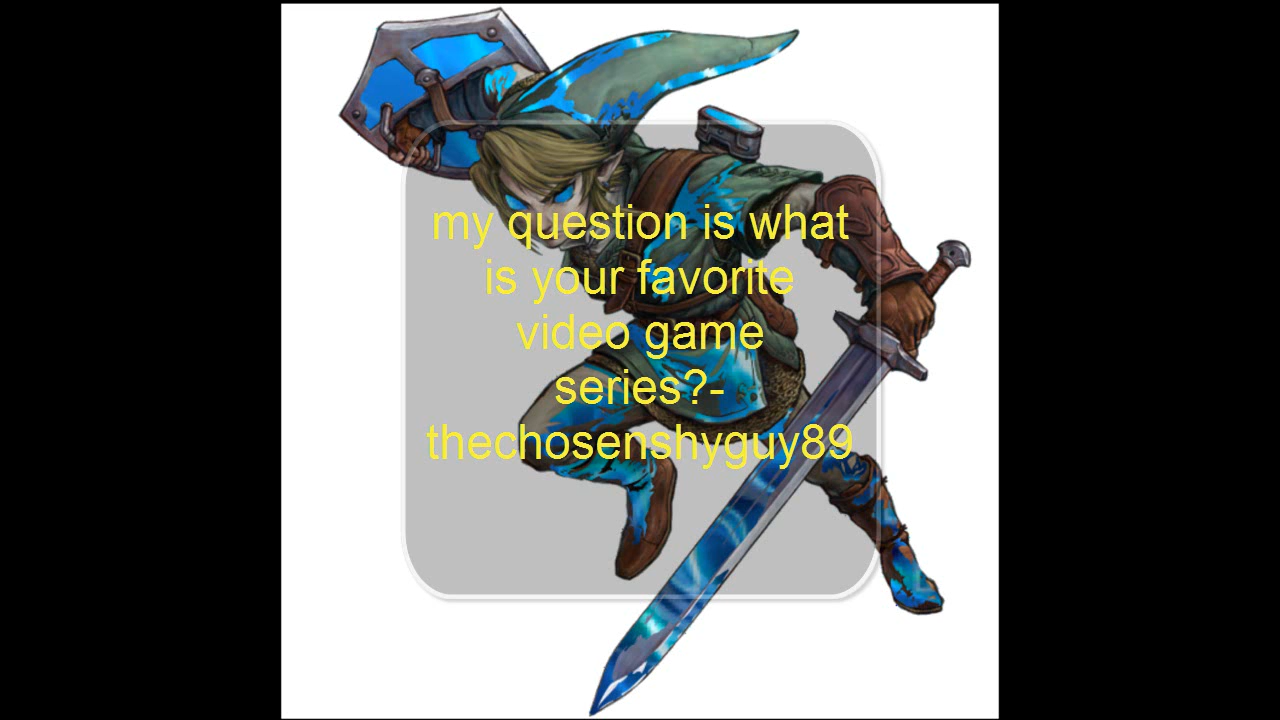 my question is what
is your favorite
video game
series?-
thechosenshyguy89